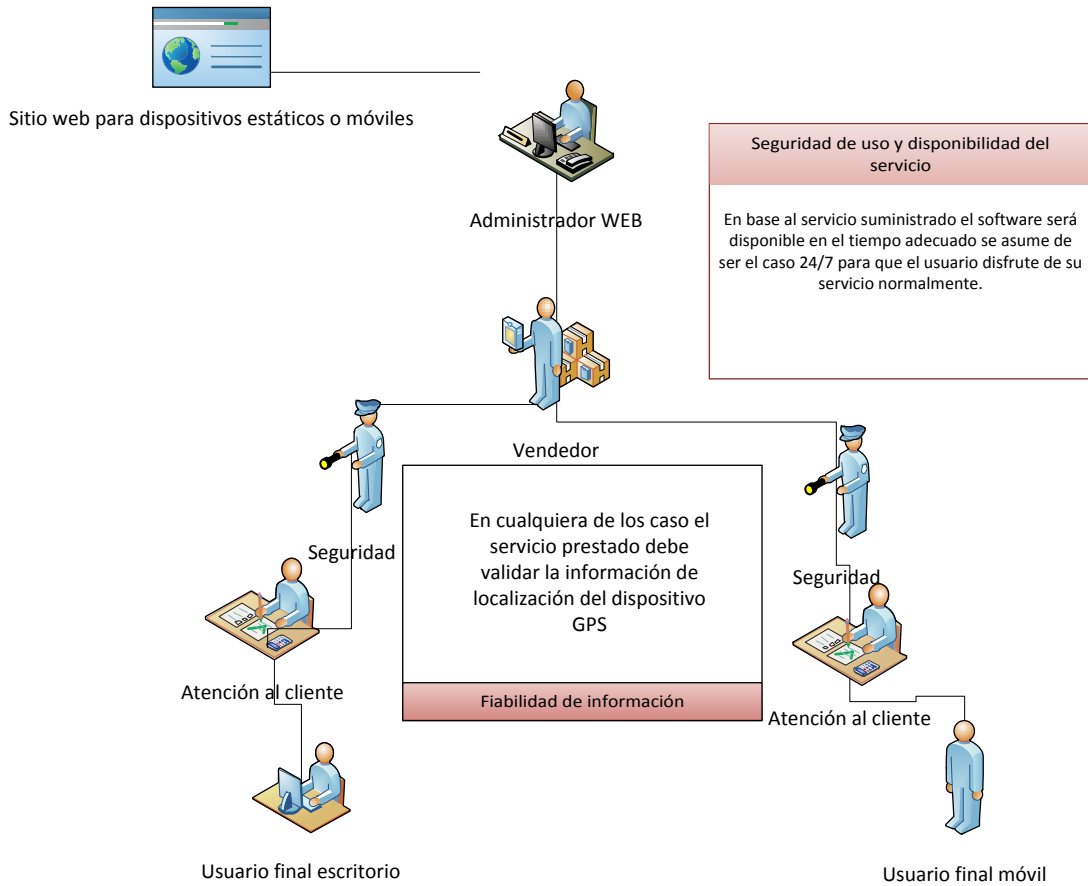 Sitio web para dispositivos estáticos o móviles
Administrador WEB
Seguridad de uso y disponibilidad del
servicio
En base al servicio suministrado el software será
disponible en el tiempo adecuado se asume de
ser el caso 24/7 para que el usuario disfrute de su
servicio normalmente.
Vendedor
Seguridad
Seguridad
En cualquiera de los caso el
servicio prestado debe
validar la información de
localización del dispositivo
GPS
Fiabilidad de información
Atención al cliente
Atención al cliente
Usuario final escritorio
Usuario final móvil